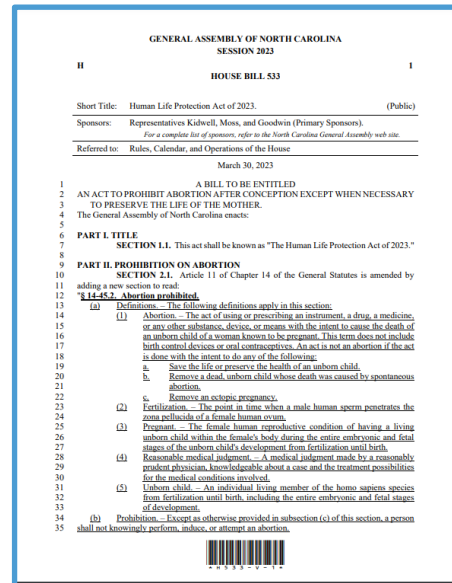 GENERAL ASSEMBLY OF NORTH CAROLINA
SESSION 2023
H 1
HOUSE BILL 533
Short Title: Human Life Protection Act of 2023. (Public)
Sponsors: Representatives Kidwell, Moss, and Goodwin (Primary Sponsors).
For a complete list of sponsors, refer to the North Carolina General Assembly web site.
Referred to: Rules, Calendar, and Operations of the House
March 30, 2023
1 A BILL TO BE ENTITLED
2 AN ACT TO PROHIBIT ABORTION AFTER CONCEPTION EXCEPT WHEN NECESSARY
3 TO PRESERVE THE LIFE OF THE MOTHER.
4 The General Assembly of North Carolina enacts:
5
6 PART I. TITLE
7 SECTION 1.1. This act shall be known as "The Human Life Protection Act of 2023."
8
9 PART II. PROHIBITION ON ABORTION
10 SECTION 2.1. Article 11 of Chapter 14 of the General Statutes is amended by
11 adding a new section to read:
12 "§ 14-45.2. Abortion prohibited.
13 (a) Definitions. – The following definitions apply in this section:
14 (1) Abortion. – The act of using or prescribing an instrument, a drug, a medicine,
15 or any other substance, device, or means with the intent to cause the death of
16 an unborn child of a woman known to be pregnant. This term does not include
17 birth control devices or oral contraceptives. An act is not an abortion if the act
18 is done with the intent to do any of the following:
19 a. Save the life or preserve the health of an unborn child.
20 b. Remove a dead, unborn child whose death was caused by spontaneous
21 abortion.
22 c. Remove an ectopic pregnancy.
23 (2) Fertilization. – The point in time when a male human sperm penetrates the
24 zona pellucida of a female human ovum.
25 (3) Pregnant. – The female human reproductive condition of having a living
26 unborn child within the female's body during the entire embryonic and fetal
27 stages of the unborn child's development from fertilization until birth.
28 (4) Reasonable medical judgment. – A medical judgment made by a reasonably
29 prudent physician, knowledgeable about a case and the treatment possibilities
30 for the medical conditions involved.
31 (5) Unborn child. – An individual living member of the homo sapiens species
32 from fertilization until birth, including the entire embryonic and fetal stages
33 of development.
34 (b) Prohibition. – Except as otherwise provided in subsection (c) of this section, a person
35 shall not knowingly perform, induce, or attempt an abortion.
* H 5 3 3 - V - 1 *